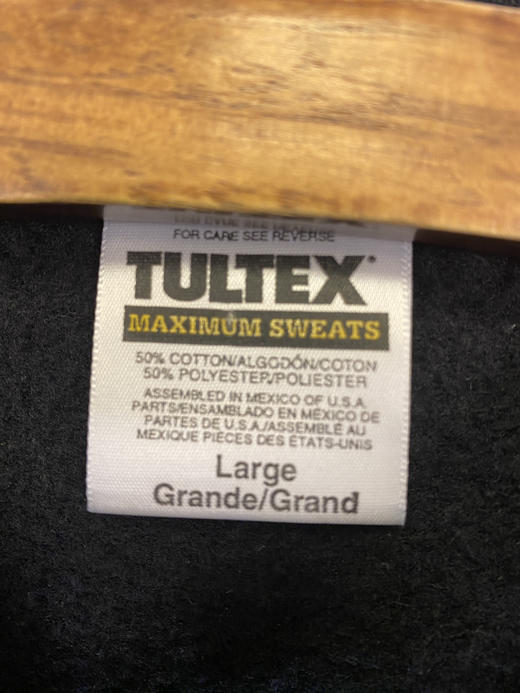 FOR CARE SEE REVERSE
TULTEX®
MAXIMUM SWEATS
50% COTTON/ALGODÓN/COTON
50% POLYESTER/POLIESTER
ASSEMBLED IN MEXICO OF U.S.A.
PARTS/ENSAMBLADO EN MÉXICO DE
PARTES DE U.S.A./ASSEMBLÉ AU
MEXIQUE PIÈCES DES ÉTATS-UNIS
Large
Grande/Grand